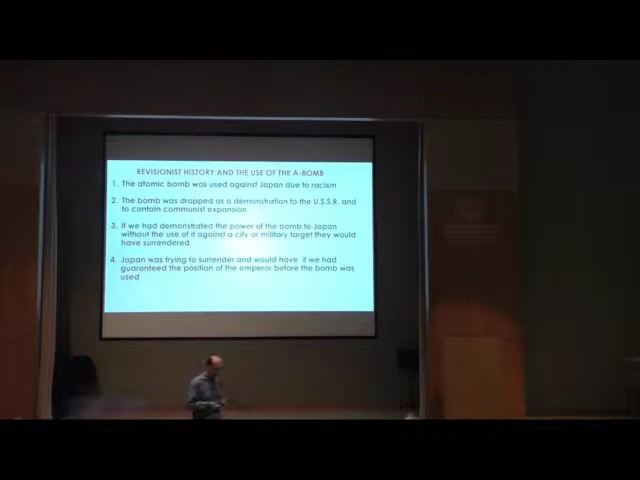 REVISIONIST HISTORY AND THE USE OF THE A-BOMB
1. The atomic bomb was used against Japan due to racism
2. The bomb was dropped as a demonstration to the U.S.S.R. and
to contain communist expansion.
3. If we had demonstrated the power of the bomb to Japan
without the use of it against a city or military target they would
have surrendered.
4. Japan was trying to surrender and would have, if we had
guaranteed the position of the emperor before the bomb was
used